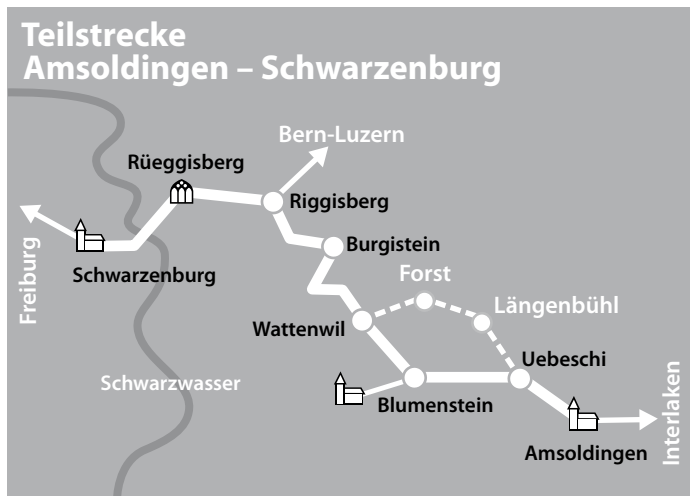 Teilstrecke
Amsoldingen – Schwarzenburg
Bern-Luzern
Rüeggisberg
Riggisberg
Burgistein
Freiburg
Schwarzenburg
Forst
Längenbühl
Wattenwil
Uebeschi
Schwarzwasser
Blumenstein
Interlaken
Amsoldingen